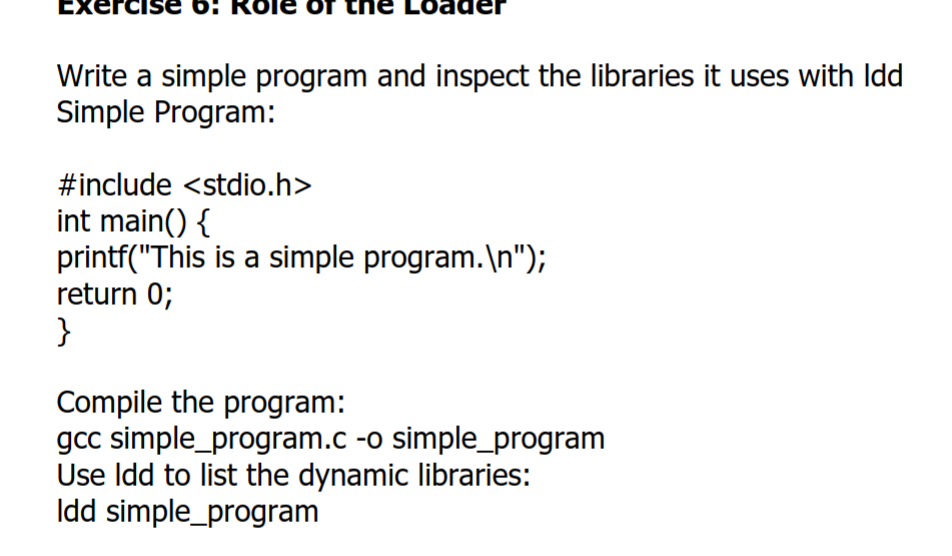 Exercise 6: Role of the Loader
Write a simple program and inspect the libraries it uses with ldd
Simple Program:
#include <stdio.h>
int main() {
printf("This is a simple program.\n");
return 0;
}
Compile the program:
gcc simple_program.c -o simple_program
Use ldd to list the dynamic libraries:
ldd simple_program